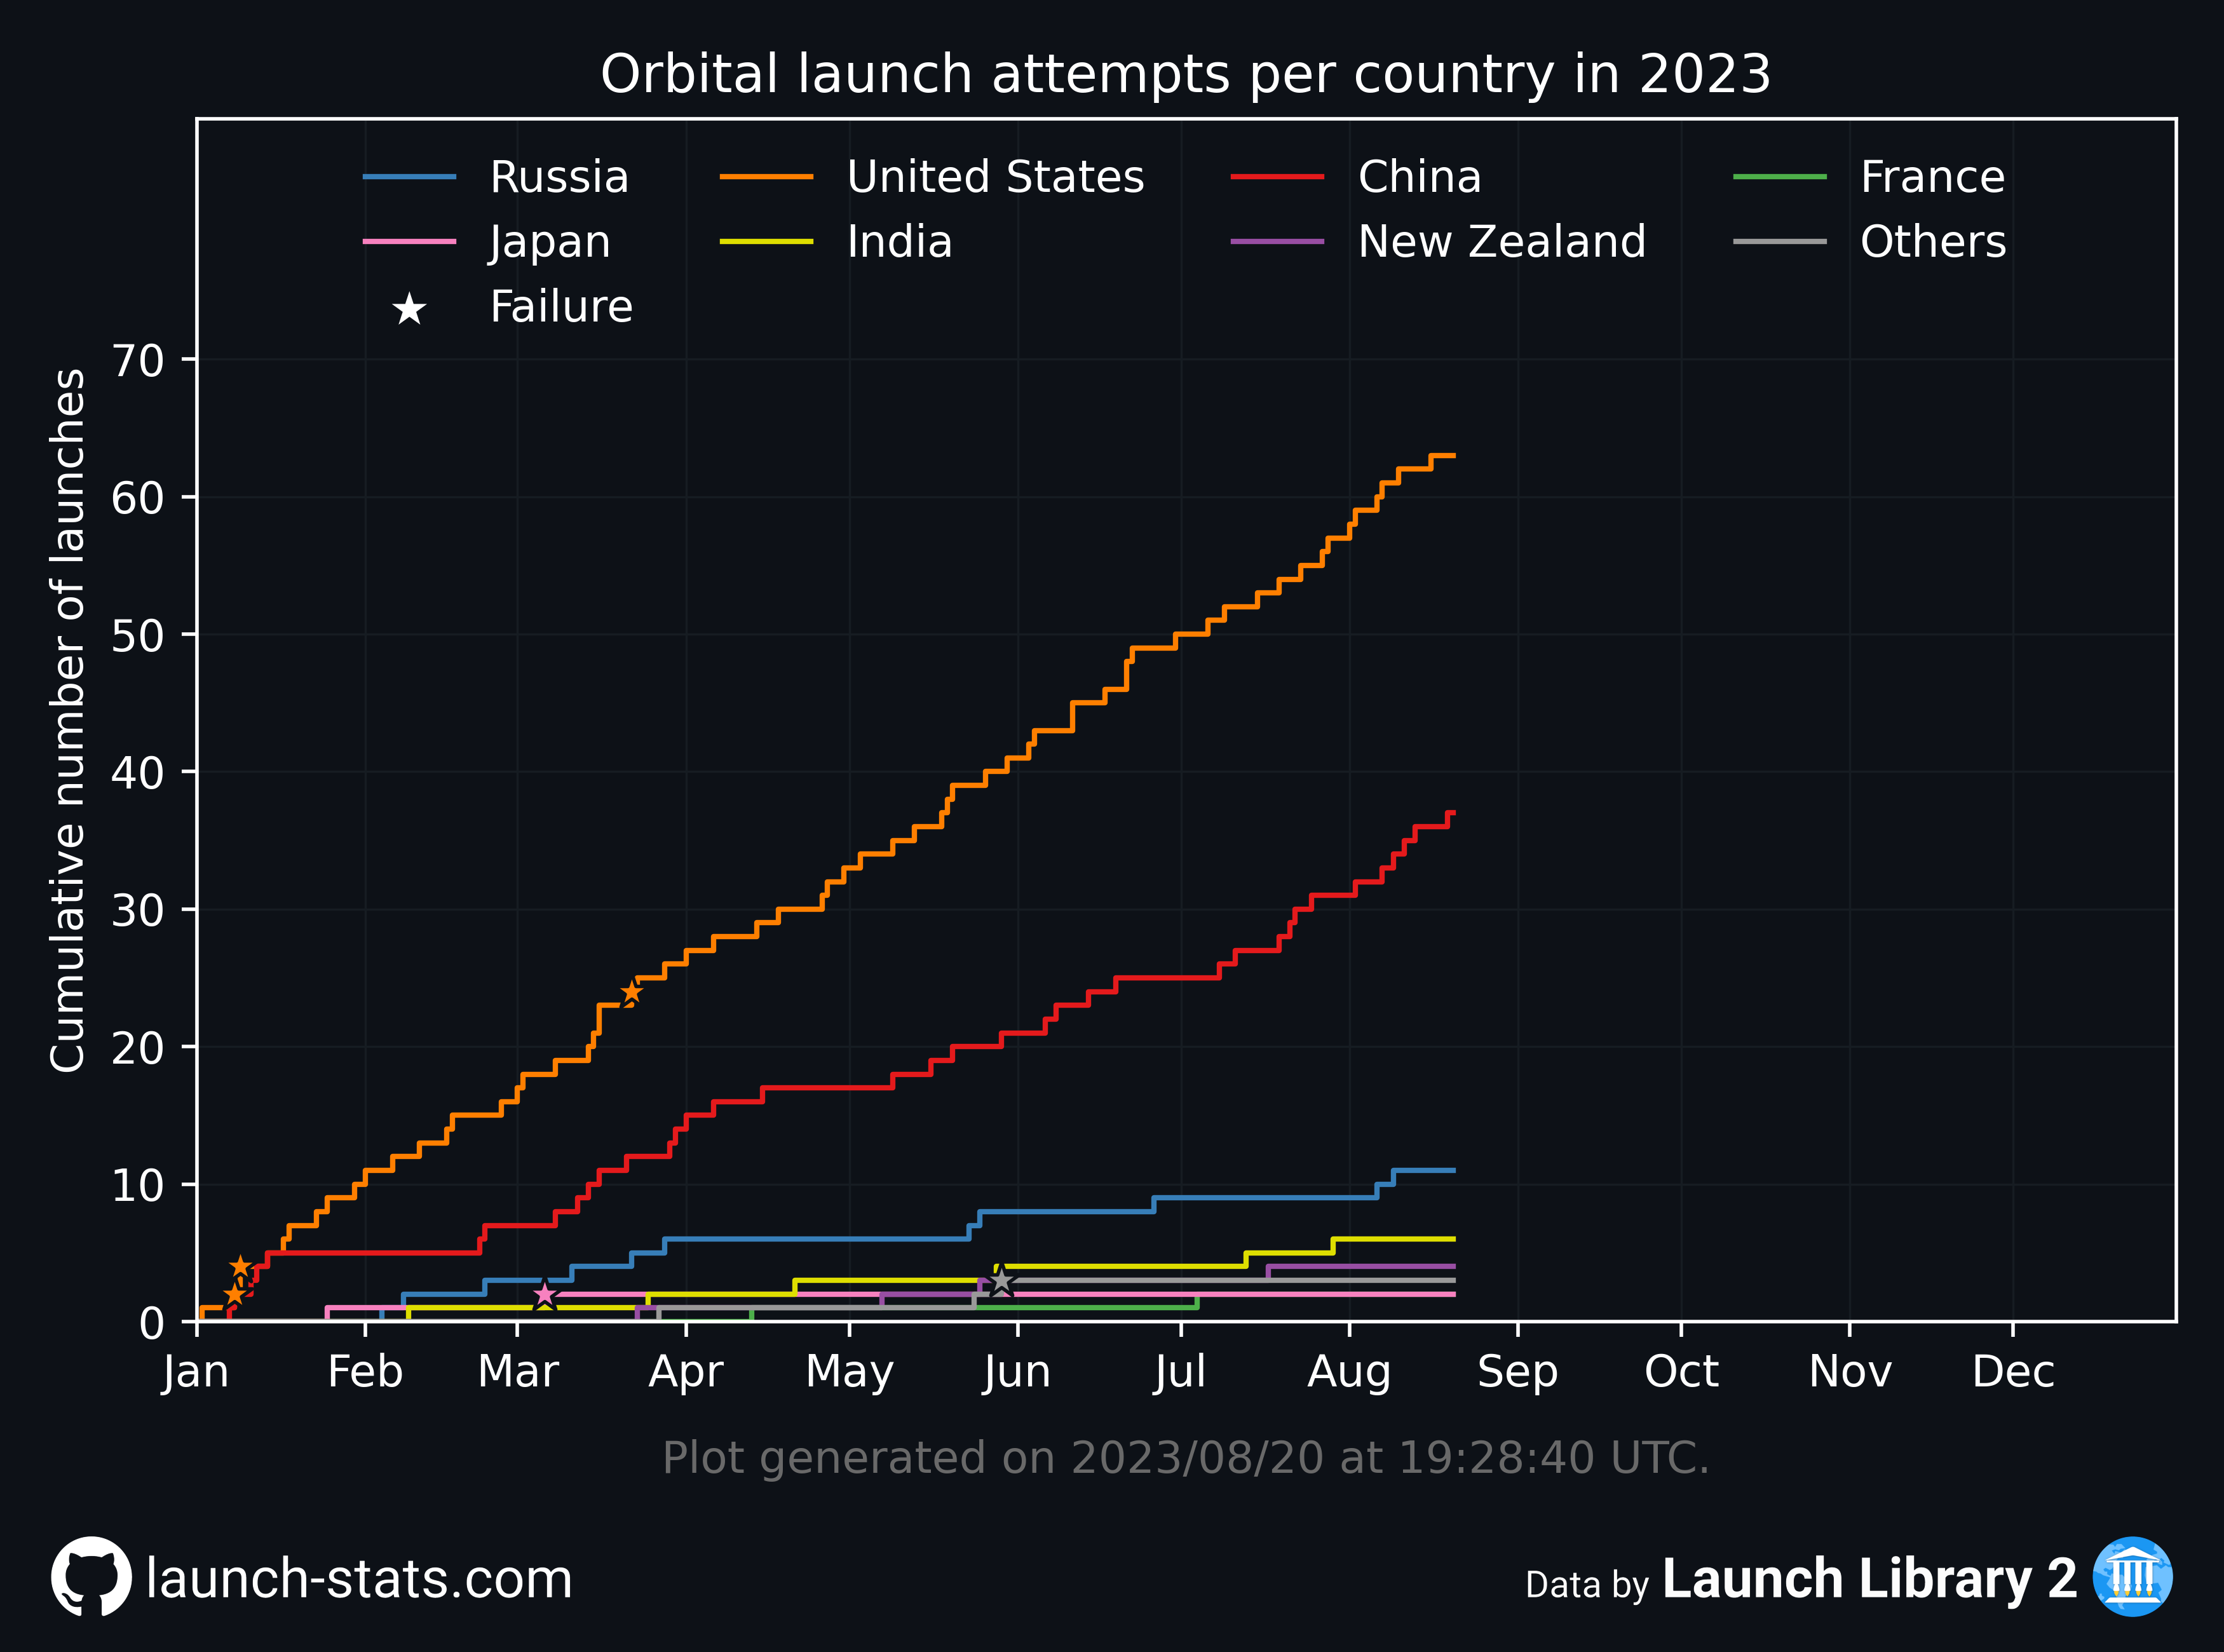 Orbital launch attempts per country in 2023
Russia United States China France
Japan India New Zealand Others
Failure
Cumulative number of launches
70
60
50
40
30
20
10
0
Jan Feb Mar Apr May Jun Jul Aug Sep Oct Nov Dec
Plot generated on 2023/08/20 at 19:28:40 UTC.
launch-stats.com Data by Launch Library 2